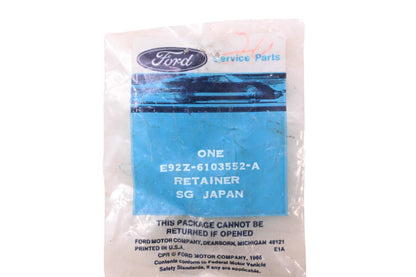 Ford
Service Parts
ONE
E92Z-6103552-A
RETAINER
SG JAPAN
THIS PACKAGE CANNOT BE
RETURNED IF OPENED
FORD MOTOR COMPANY, DEARBORN, MICHIGAN 48121
PRINTED IN U.S.A. E1A
CPR © FORD MOTOR COMPANY, 1986
Contents conform to Federal Motor Vehicle
Safety Standards, if any are applicable.